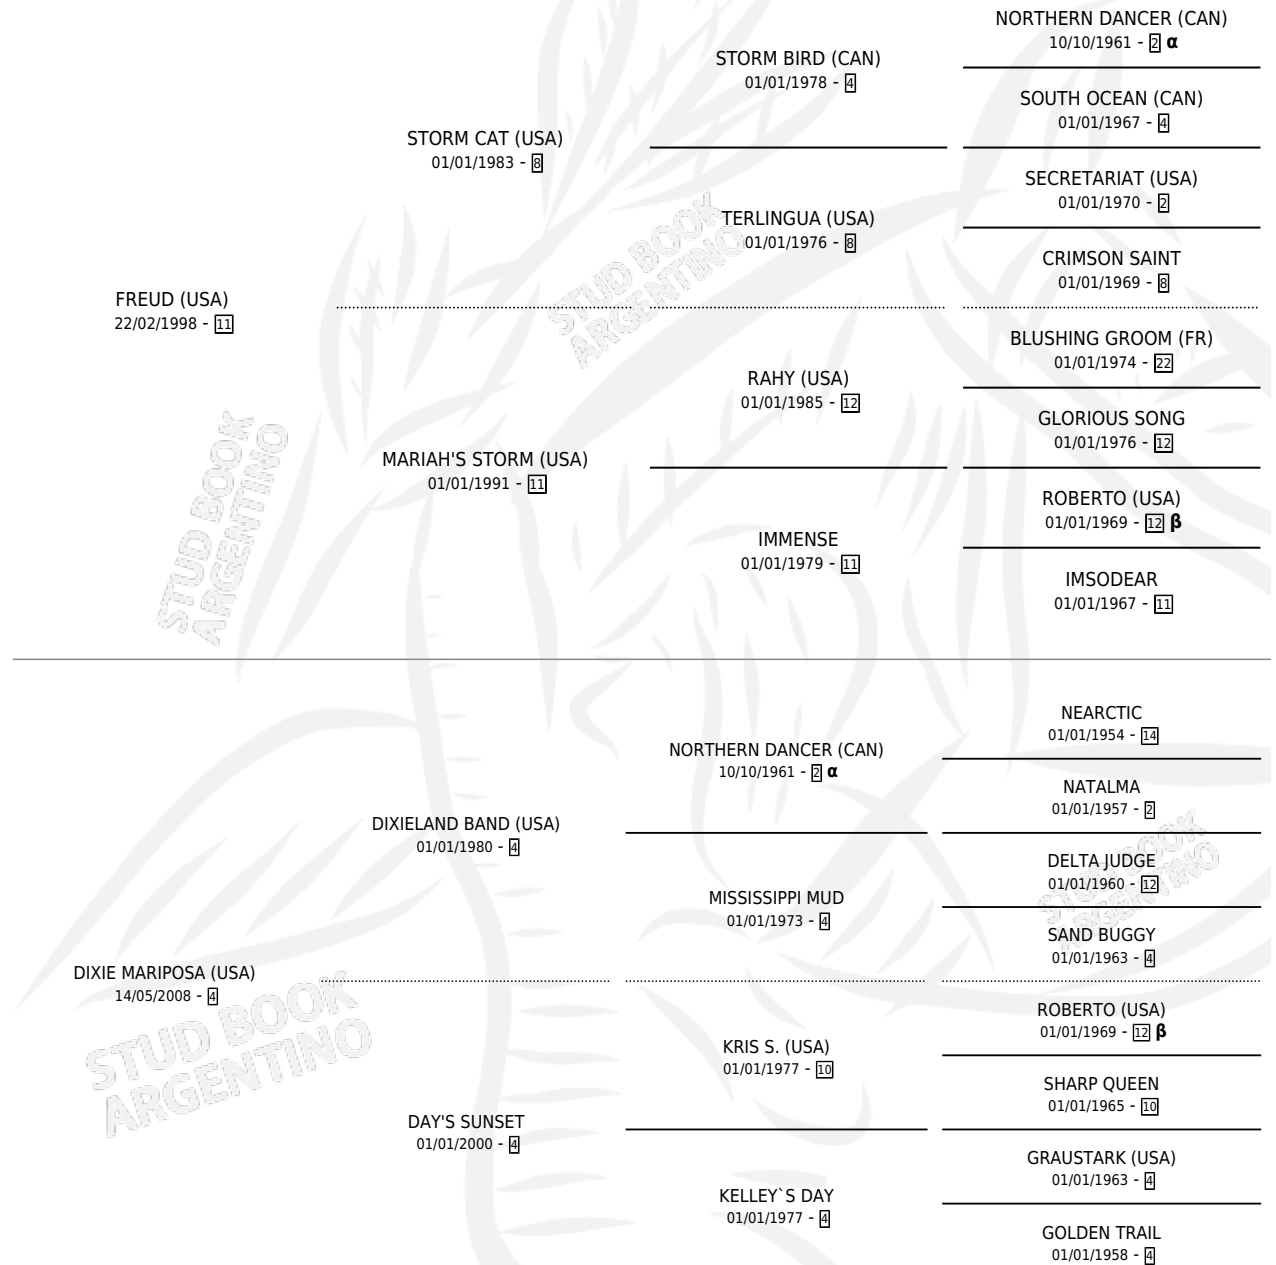 NORTHERN DANCER (CAN)
10/10/1961 - 2 α
STORM BIRD (CAN)
01/01/1978 - 4
SOUTH OCEAN (CAN)
01/01/1967 - 4
STORM CAT (USA)
01/01/1983 - 8
SECRETARIAT (USA)
01/01/1970 - 2
TERLINGUA (USA)
01/01/1976 - 8
CRIMSON SAINT
01/01/1969 - 8
STUD BOOK
ARGENTINO
FREUD (USA)
22/02/1998 - 11
BLUSHING GROOM (FR)
01/01/1974 - 22
RAHY (USA)
01/01/1985 - 12
GLORIOUS SONG
01/01/1976 - 12
MARIAH'S STORM (USA)
01/01/1991 - 11
ROBERTO (USA)
01/01/1969 - 12 β
IMMENSE
01/01/1979 - 11
IMSODEAR
01/01/1967 - 11
STUD BOOK
ARGENTINO
NEARCTIC
01/01/1954 - 14
NORTHERN DANCER (CAN)
10/10/1961 - 2 α
NATALMA
01/01/1957 - 2
DIXIELAND BAND (USA)
01/01/1980 - 4
DELTA JUDGE
01/01/1960 - 12
MISSISSIPPI MUD
01/01/1973 - 4
SAND BUGGY
01/01/1963 - 4
STUD BOOK
ARGENTINO
DIXIE MARIPOSA (USA)
14/05/2008 - 4
ROBERTO (USA)
01/01/1969 - 12 β
KRIS S. (USA)
01/01/1977 - 10
SHARP QUEEN
01/01/1965 - 10
STUD BOOK
ARGENTINO
DAY'S SUNSET
01/01/2000 - 4
GRAUSTARK (USA)
01/01/1963 - 4
KELLEY`S DAY
01/01/1977 - 4
GOLDEN TRAIL
01/01/1958 - 4